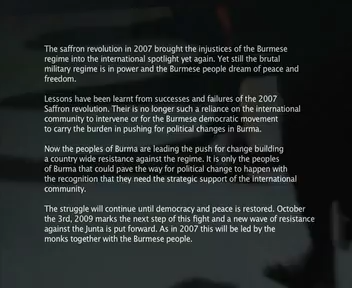 The saffron revolution in 2007 brought the injustices of the Burmese
regime into the international spotlight yet again. Yet still the brutal
military regime is in power and the Burmese people dream of peace and
freedom.
Lessons have been learnt from successes and failures of the 2007
Saffron revolution. Their is no longer such a reliance on the international
community to intervene or for the Burmese democratic movement
to carry the burden in pushing for political changes in Burma.
Now the peoples of Burma are leading the push for change building
a country wide resistance against the regime. It is only the peoples
of Burma that could pave the way for political change to happen with
the recognition that they need the strategic support of the international
community.
The struggle will continue until democracy and peace is restored. October
the 3rd, 2009 marks the next step of this fight and a new wave of resistance
against the Junta is put forward. As in 2007 this will be led by the
monks together with the Burmese people.